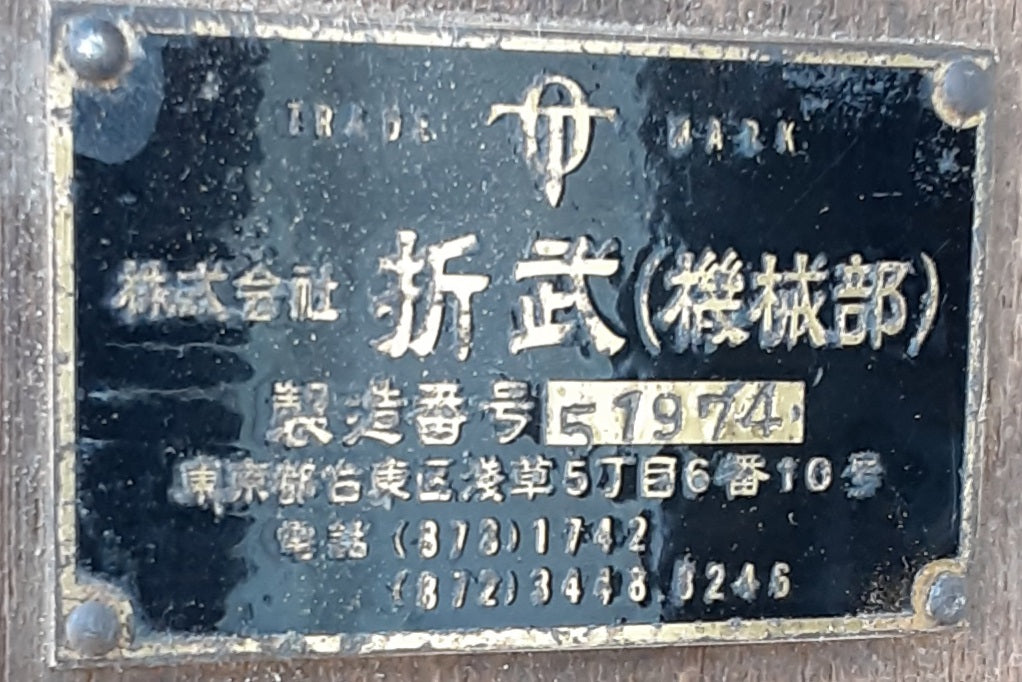 TRADE MARK
株式会社 折武(機械部)
製造番号 51974
東京都台東区浅草5丁目6番10号
電話 (873)1742
(872)3448.3246